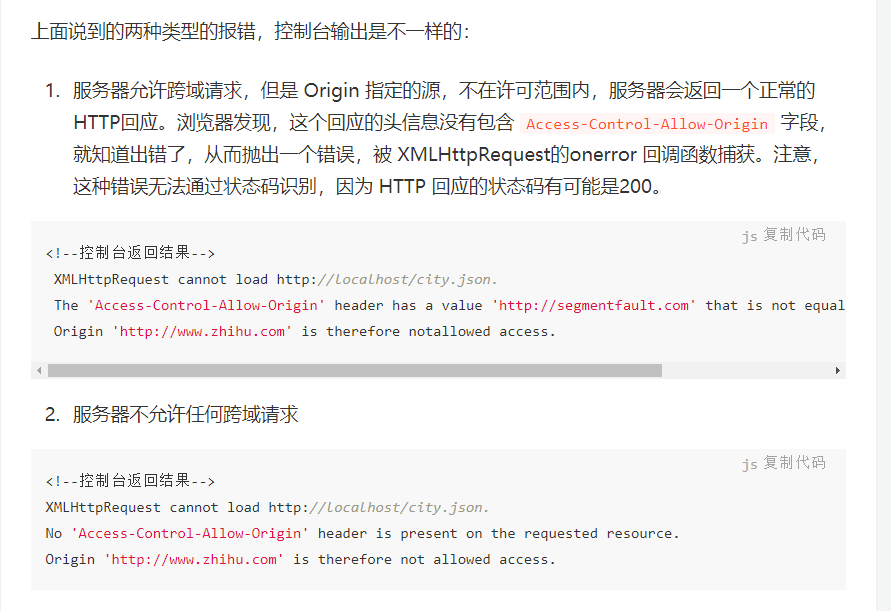 上面说到的两种类型的报错，控制台输出是不一样的：
1. 服务器允许跨域请求，但是 Origin 指定的源，不在许可范围内，服务器会返回一个正常的
HTTP回应。浏览器发现，这个回应的头信息没有包含 Access-Control-Allow-Origin 字段，
就知道出错了，从而抛出一个错误，被 XMLHttpRequest的onerror 回调函数捕获。注意，
这种错误无法通过状态码识别，因为 HTTP 回应的状态码有可能是200。
js 复制代码
<!--控制台返回结果-->
XMLHttpRequest cannot load http://localhost/city.json.
The 'Access-Control-Allow-Origin' header has a value 'http://segmentfault.com' that is not equal
Origin 'http://www.zhihu.com' is therefore notallowed access.
2. 服务器不允许任何跨域请求
js 复制代码
<!--控制台返回结果-->
XMLHttpRequest cannot load http://localhost/city.json.
No 'Access-Control-Allow-Origin' header is present on the requested resource.
Origin 'http://www.zhihu.com' is therefore not allowed access.